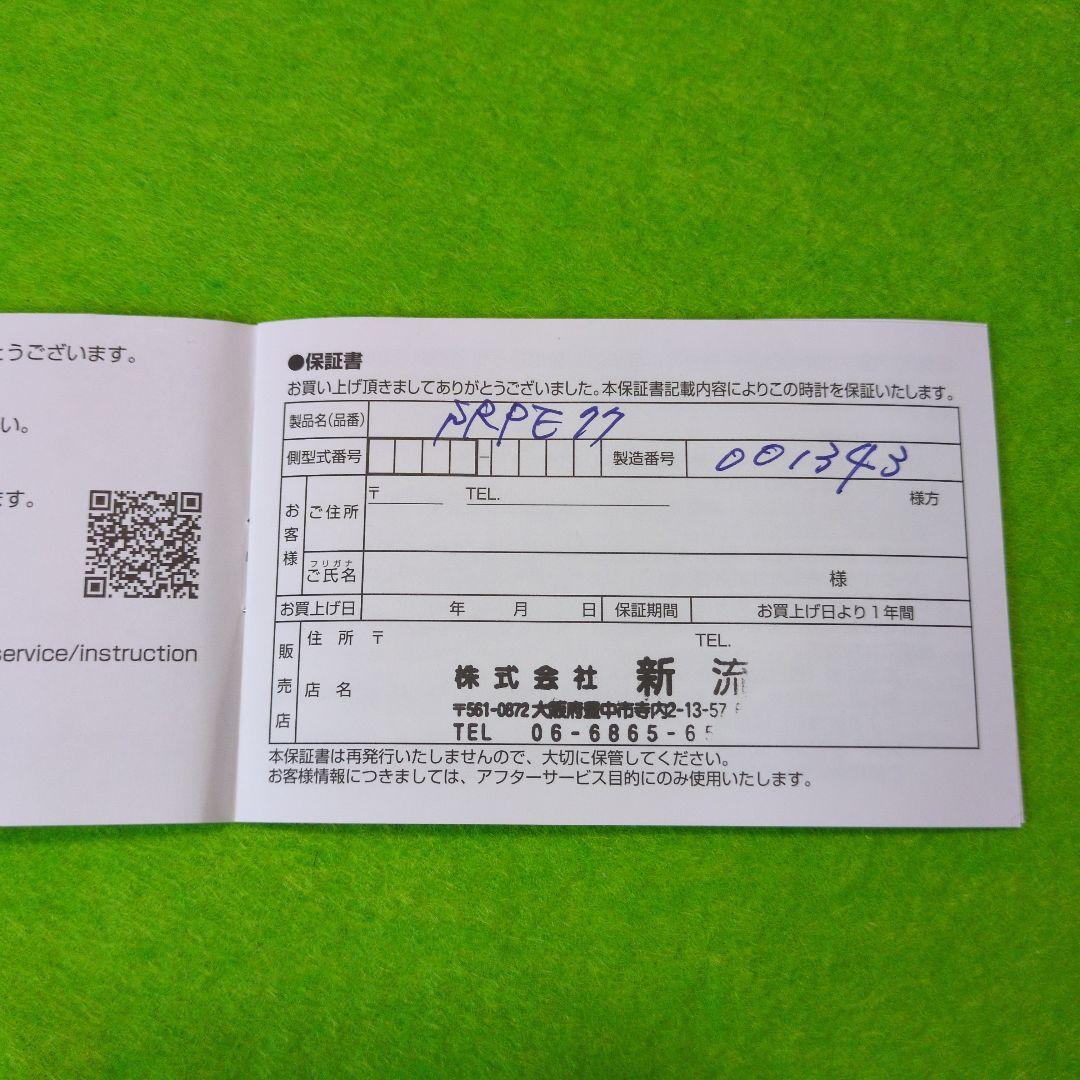 とうございます。
い。
ます。
service/instruction
●保証書
お買い上げ頂きましてありがとうございました。本保証書記載内容によりこの時計を保証いたします。
製品名(品番) SRPE77
側型式番号 － 製造番号 001343
お客様 ご住所 〒 TEL. 様方
フリガナ
ご氏名 様
お買上げ日 年 月 日 保証期間 お買上げ日より1年間
販売店 住所 〒 TEL.
店名 株式会社 新流
〒561-0872 大阪府豊中市寺内2-13-57
TEL 06-6865-6
本保証書は再発行いたしませんので、大切に保管してください。
お客様情報につきましては、アフターサービス目的にのみ使用いたします。